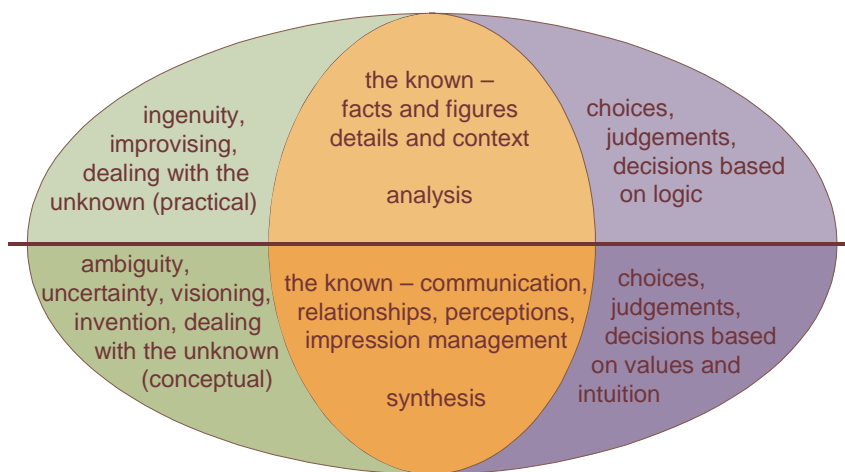 ingenuity,
improvising,
dealing with the
unknown (practical)
the known –
facts and figures
details and context
analysis
choices,
judgements,
decisions based
on logic
ambiguity,
uncertainty, visioning,
invention, dealing
with the unknown
(conceptual)
the known – communication,
relationships, perceptions,
impression management
synthesis
choices,
judgements,
decisions based
on values and
intuition